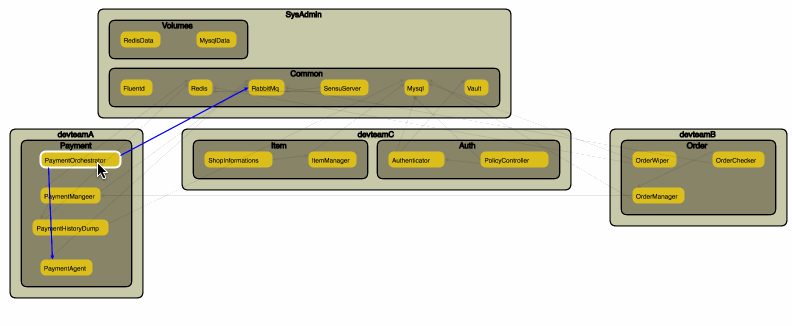 SysAdmin
Volumes
RedisData
MysqlData
Common
Fluentd
Redis
RabbitMq
SensuServer
Mysql
Vault
devteamA
Payment
PaymentOrchestrator
PaymentMangeer
PaymentHistoryDump
PaymentAgent
devteamC
Item
ShopInformations
ItemManager
Auth
Authenticator
PolicyController
devteamB
Order
OrderWiper
OrderChecker
OrderManager